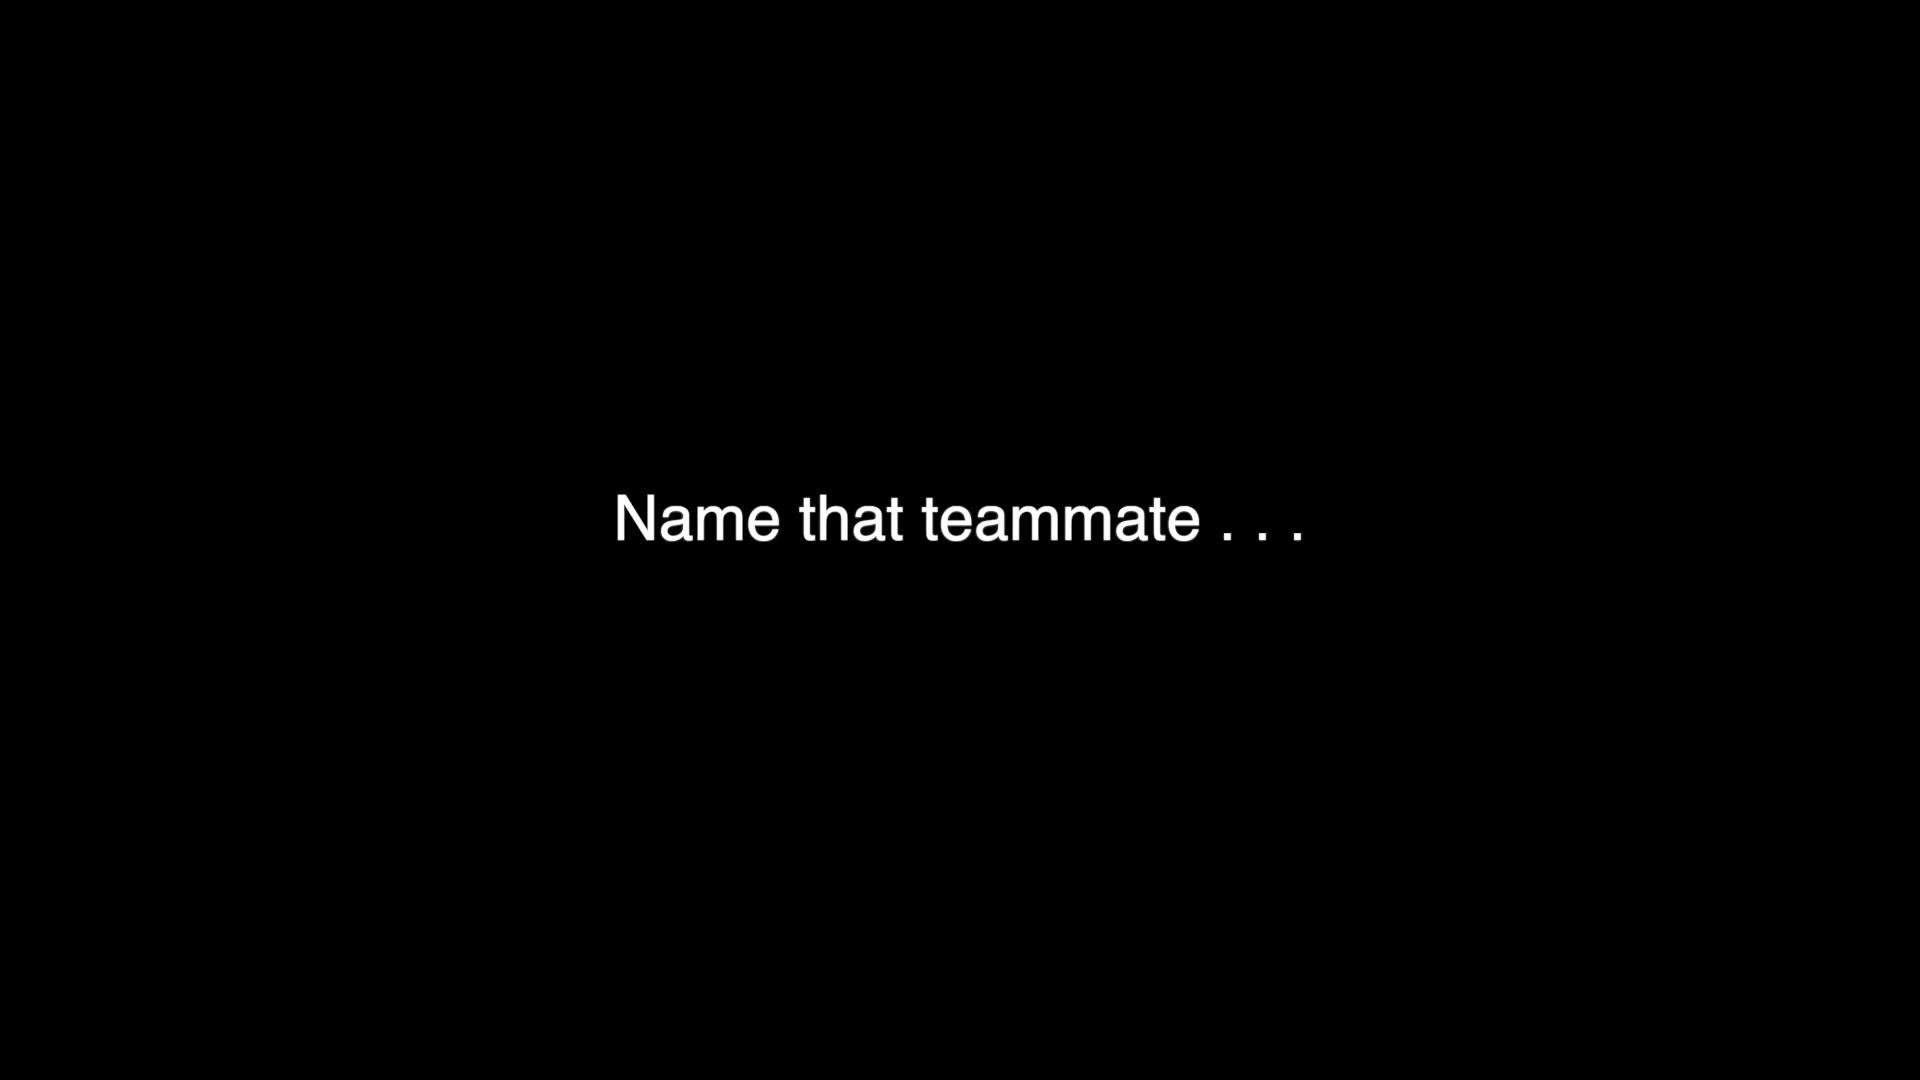 Name that teammate . . .